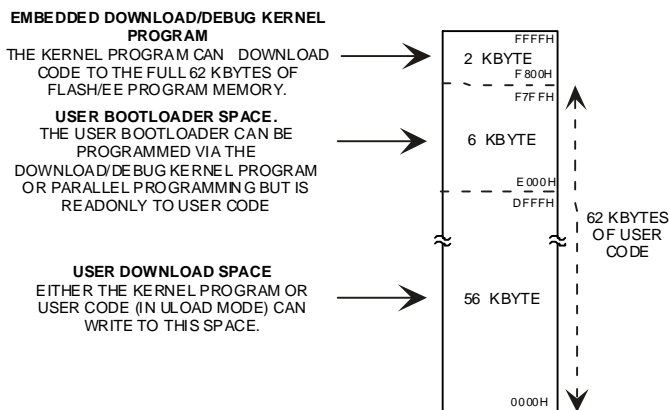 EMBEDDED DOWNLOAD/DEBUG KERNEL
PROGRAM
THE KERNEL PROGRAM CAN DOWNLOAD
CODE TO THE FULL 62 KBYTES OF
FLASH/EE PROGRAM MEMORY.
USER BOOTLOADER SPACE.
THE USER BOOTLOADER CAN BE
PROGRAMMED VIA THE
DOWNLOAD/DEBUG KERNEL PROGRAM
OR PARALLEL PROGRAMMING BUT IS
READONLY TO USER CODE
USER DOWNLOAD SPACE
EITHER THE KERNEL PROGRAM OR
USER CODE (IN ULOAD MODE) CAN
WRITE TO THIS SPACE.
FFFFH
2 KBYTE
F800H
F7FFH
6 KBYTE
E000H
DFFFH
56 KBYTE
0000H
62 KBYTES
OF USER
CODE